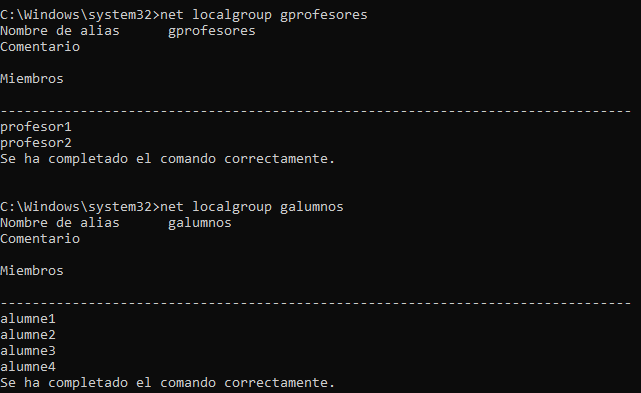 C:\Windows\system32>net localgroup gprofesores
Nombre de alias      gprofesores
Comentario
Miembros
-------------------------------------------------------------------------------
profesor1
profesor2
Se ha completado el comando correctamente.
C:\Windows\system32>net localgroup galumnos
Nombre de alias      galumnos
Comentario
Miembros
-------------------------------------------------------------------------------
alumne1
alumne2
alumne3
alumne4
Se ha completado el comando correctamente.